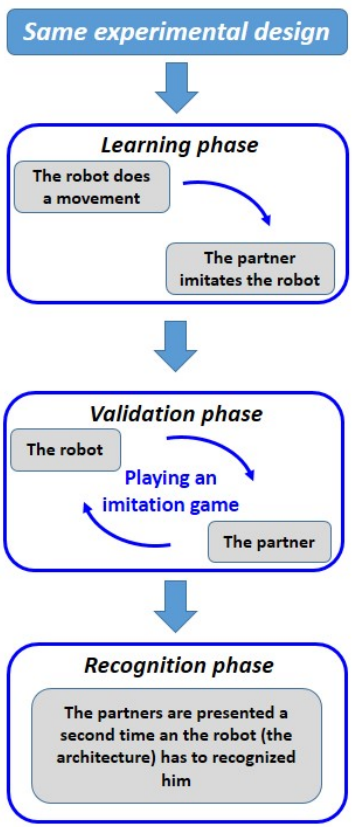 Same experimental design
Learning phase
The robot does
a movement
The partner
imitates the robot
Validation phase
The robot
Playing an
imitation game
The partner
Recognition phase
The partners are presented a
second time an the robot (the
architecture) has to recognized
him